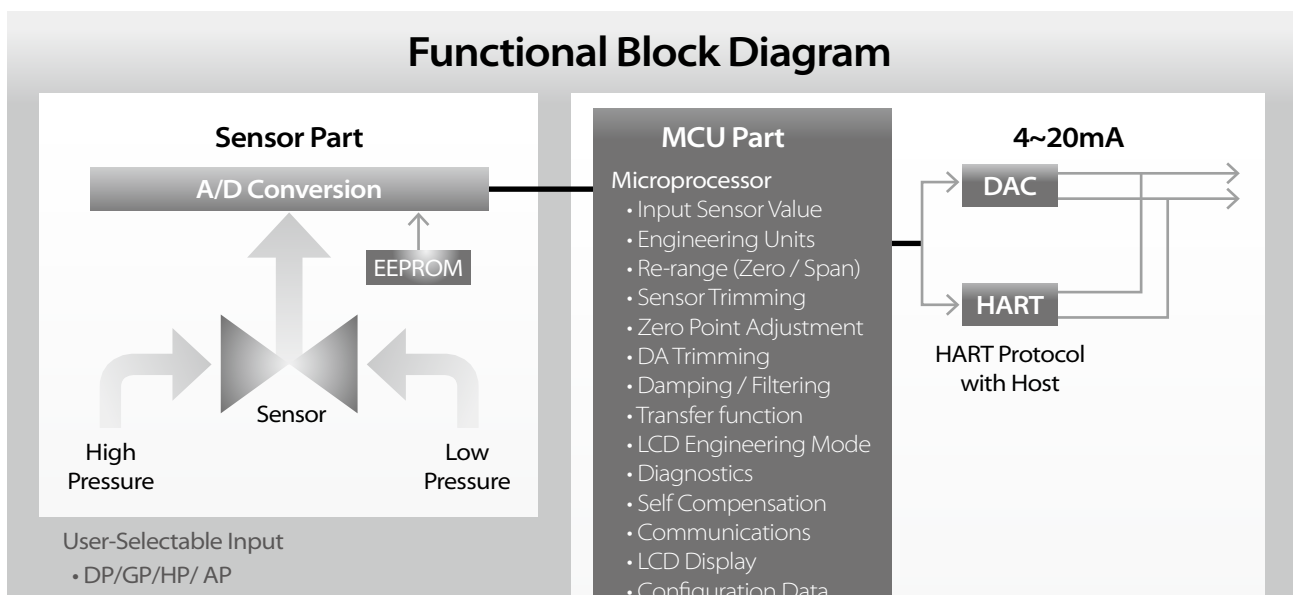 Functional Block Diagram
Sensor Part
A/D Conversion
EEPROM
Sensor
High
Pressure
Low
Pressure
User-Selectable Input
• DP/GP/HP/ AP
MCU Part
Microprocessor
• Input Sensor Value
• Engineering Units
• Re-range (Zero / Span)
• Sensor Trimming
• Zero Point Adjustment
• DA Trimming
• Damping / Filtering
• Transfer function
• LCD Engineering Mode
• Diagnostics
• Self Compensation
• Communications
• LCD Display
• Configuration Data
4~20mA
DAC
HART
HART Protocol
with Host